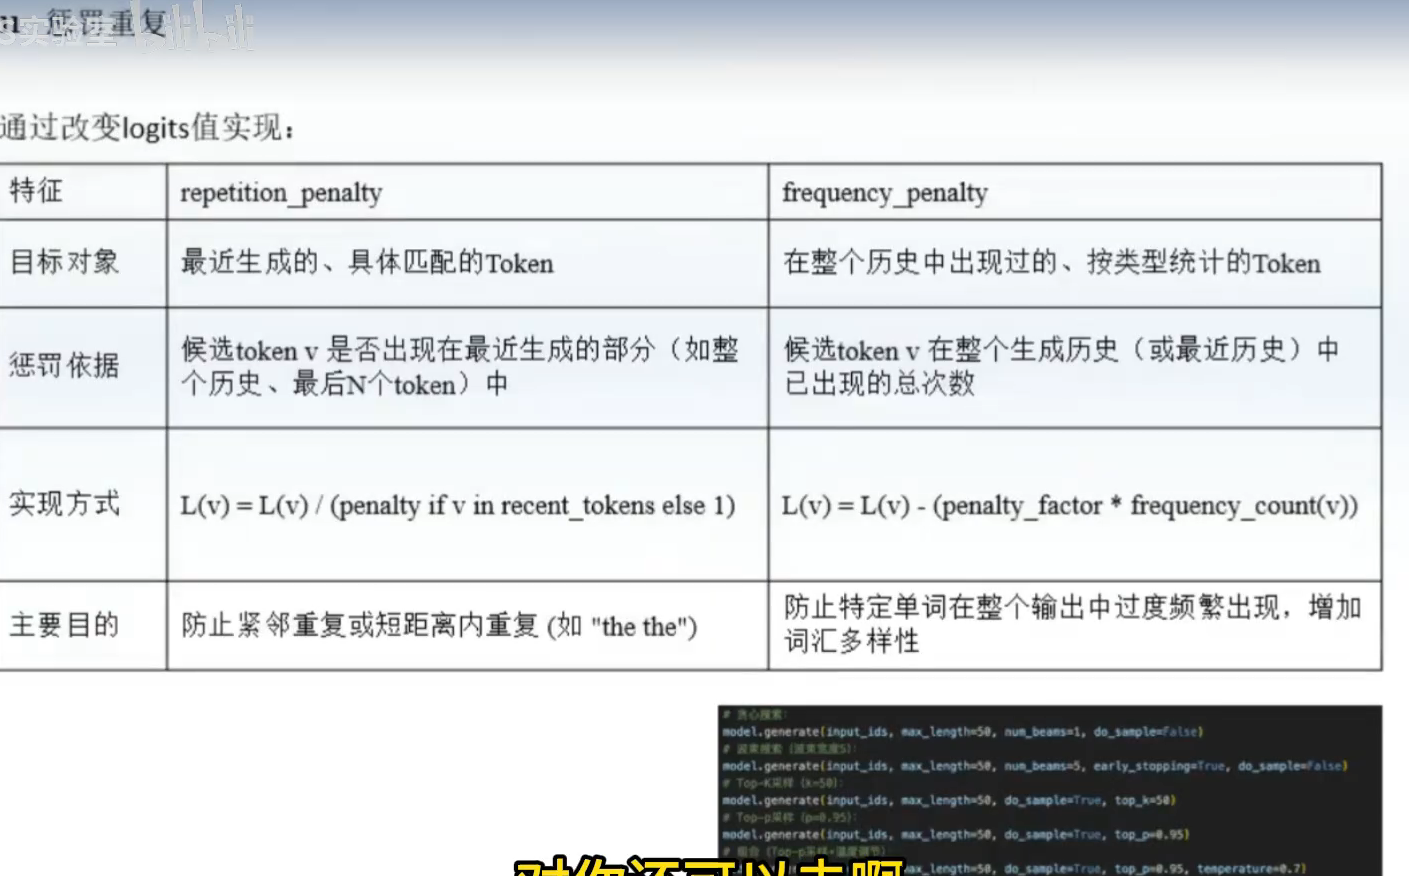 惩罚重复
实验室 bilibili
通过改变logits值实现：
特征 repetition_penalty frequency_penalty
目标对象 最近生成的、具体匹配的Token 在整个历史中出现过的、按类型统计的Token
惩罚依据 候选token v 是否出现在最近生成的部分（如整个历史、最后N个token）中 候选token v 在整个生成历史（或最近历史）中已出现的总次数
实现方式 L(v) = L(v) / (penalty if v in recent_tokens else 1) L(v) = L(v) - (penalty_factor * frequency_count(v))
主要目的 防止紧邻重复或短距离内重复 (如 "the the") 防止特定单词在整个输出中过度频繁出现，增加词汇多样性
# 贪心搜索：
model.generate(input_ids, max_length=50, num_beams=1, do_sample=False)
# 波束搜索（波束宽度5）：
model.generate(input_ids, max_length=50, num_beams=5, early_stopping=True, do_sample=False)
# Top-K采样（k=50）：
model.generate(input_ids, max_length=50, do_sample=True, top_k=50)
# Top-p采样（p=0.95）：
model.generate(input_ids, max_length=50, do_sample=True, top_p=0.95)
# 组合（Top-p采样+温度调节）
max_length=50, do_sample=True, top_p=0.95, temperature=0.7)
对你还可以去啊